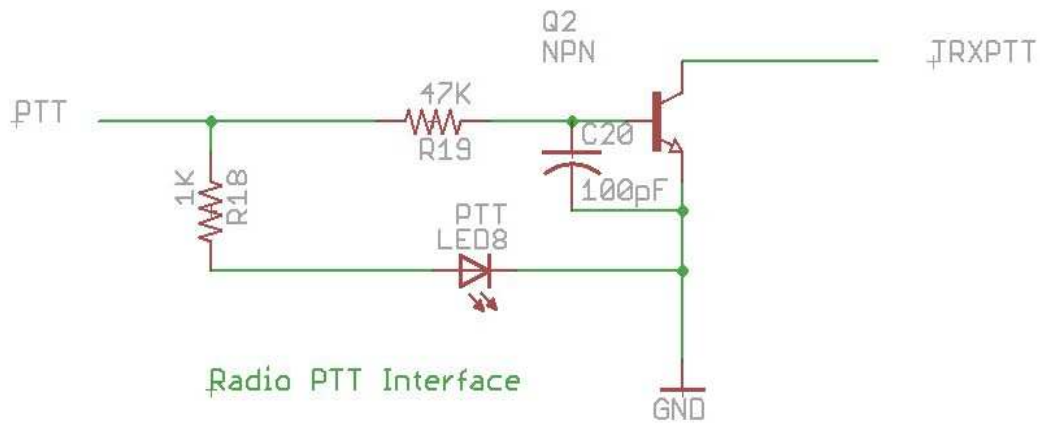 Q2
NPN
TRXPTT
PTT
47K
R19
C20
100pF
1K
R18
PTT
LED8
Radio PTT Interface
GND